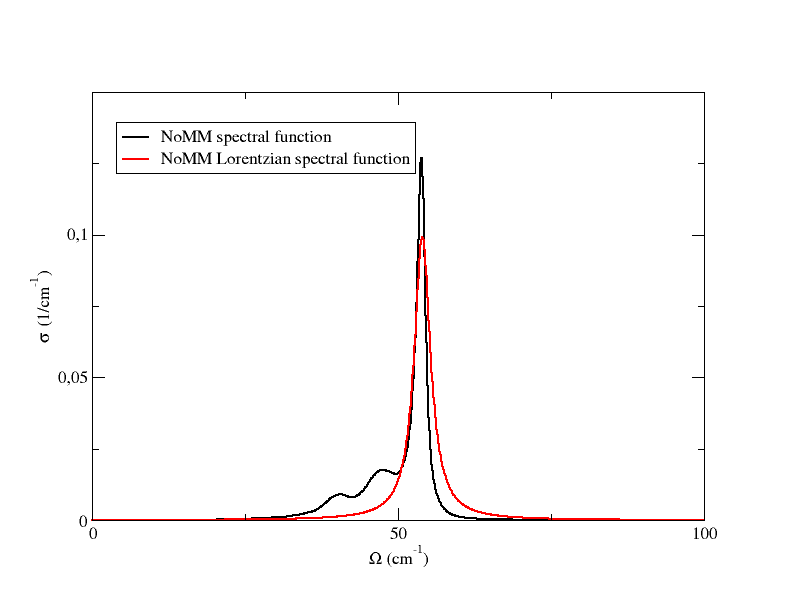 NoMM spectral function
NoMM Lorentzian spectral function
0,1
0,05
0
σ (1/cm⁻¹)
0 50 100
Ω (cm⁻¹)